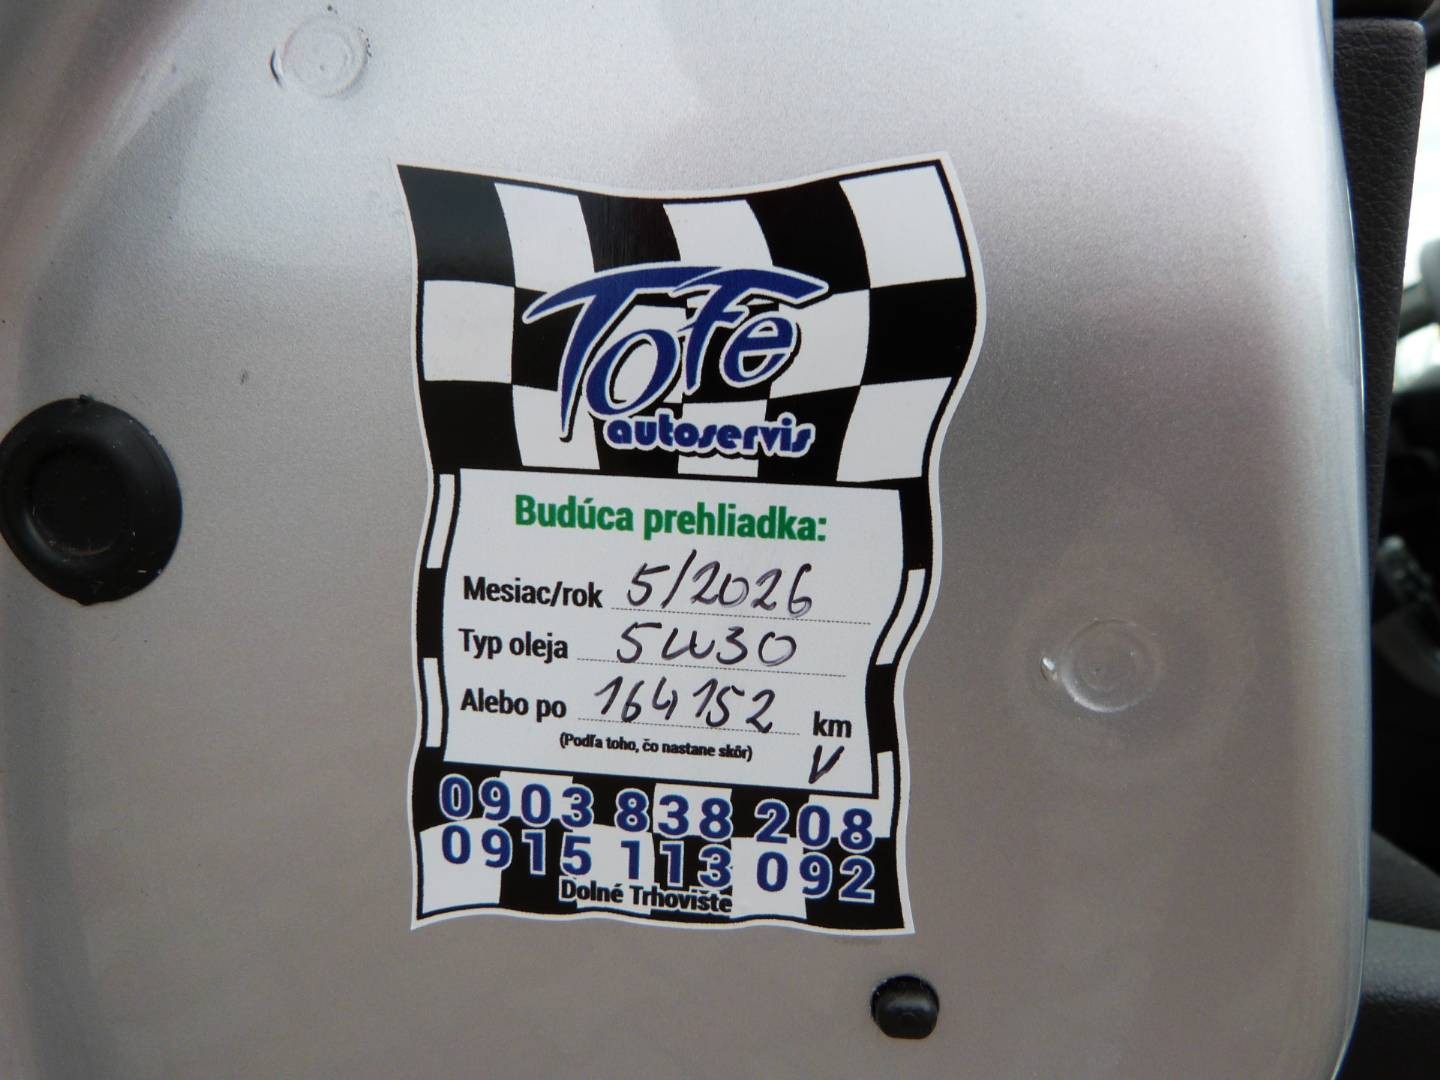 ToFe
autoservis
Budúca prehliadka:
Mesiac/rok 5/2026
Typ oleja 5W30
Alebo po 164152 km
(Podľa toho, čo nastane skôr)
V
0903 838 208
0915 113 092
Dolné Trhovište